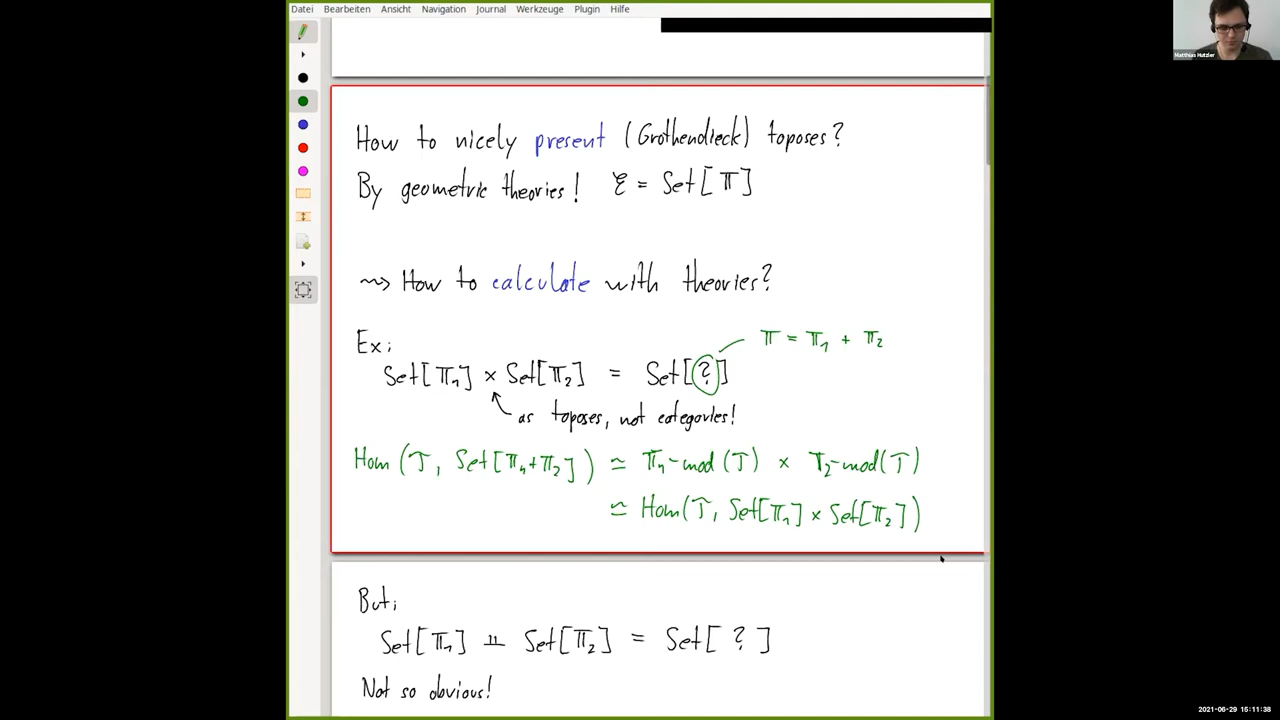 Datei Bearbeiten Ansicht Navigation Journal Werkzeuge Plugin Hilfe
Matthias Hutzler
How to nicely present (Grothendieck) toposes?
By geometric theories! ℰ = Set[𝕋]
⇝ How to calculate with theories?
Ex:
𝕋 = 𝕋₁ + 𝕋₂
Set[𝕋₁] × Set[𝕋₂] = Set[?]
as toposes, not categories!
Hom(𝒯, Set[𝕋₁+𝕋₂]) ≃ 𝕋₁-mod(𝒯) × 𝕋₂-mod(𝒯)
≃ Hom(𝒯, Set[𝕋₁] × Set[𝕋₂])
But:
Set[𝕋₁] ⨿ Set[𝕋₂] = Set[?]
Not so obvious!
2021-06-29 15:11:38